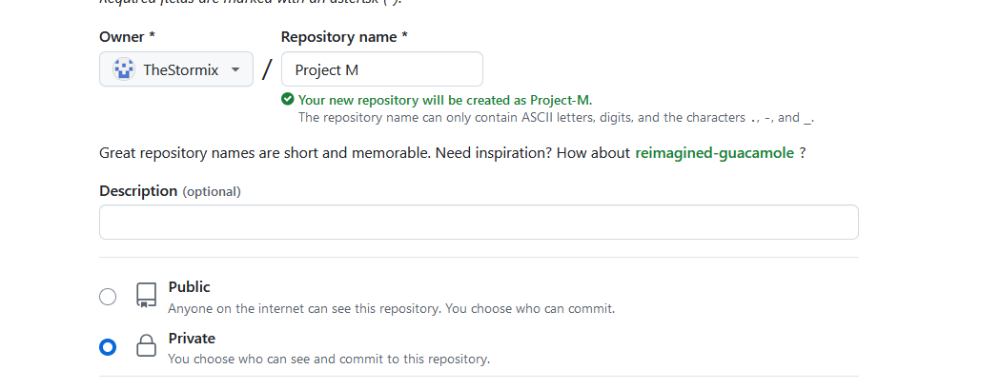 Required fields are marked with an asterisk (*).
Owner *
Repository name *
TheStormix
/
Project M
Your new repository will be created as Project-M.
The repository name can only contain ASCII letters, digits, and the characters ., -, and _.
Great repository names are short and memorable. Need inspiration? How about reimagined-guacamole ?
Description (optional)
Public
Anyone on the internet can see this repository. You choose who can commit.
Private
You choose who can see and commit to this repository.